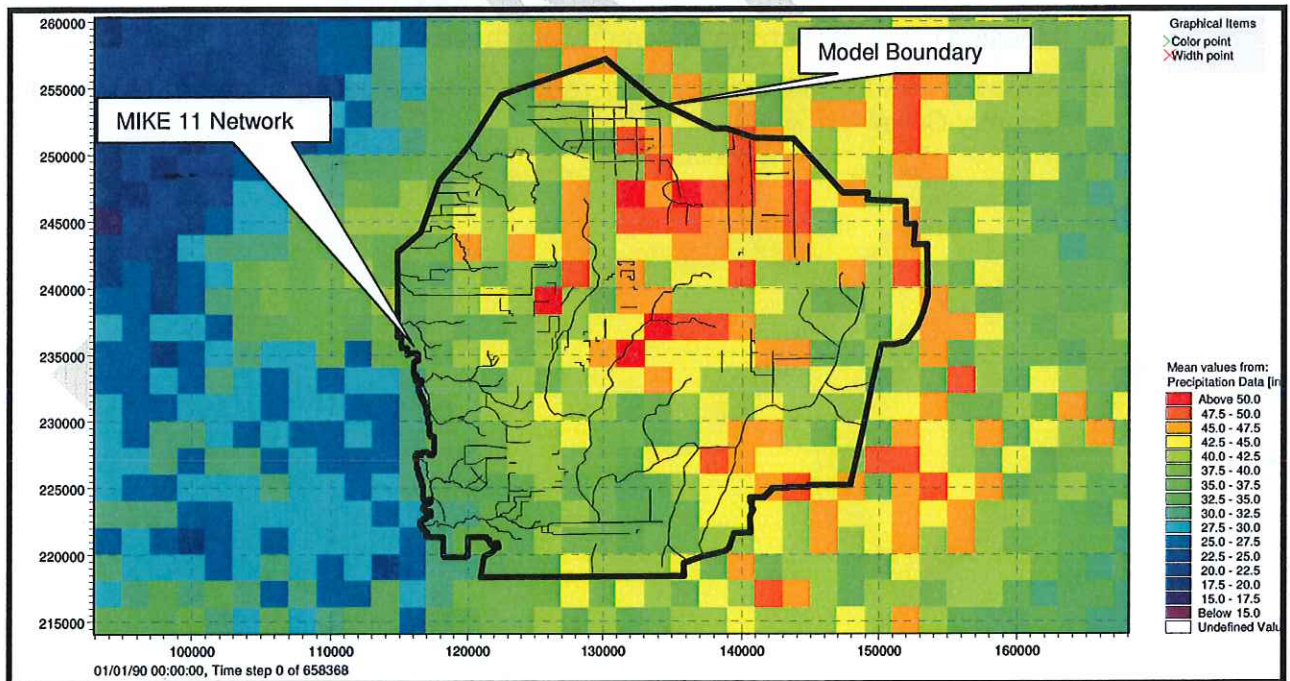 260000
255000
250000
245000
240000
235000
230000
225000
220000
215000
Model Boundary
MIKE 11 Network
Graphical Items
Color point
Width point
Mean values from:
Precipitation Data [in
Above 50.0
47.5 - 50.0
45.0 - 47.5
42.5 - 45.0
40.0 - 42.5
37.5 - 40.0
35.0 - 37.5
32.5 - 35.0
30.0 - 32.5
27.5 - 30.0
25.0 - 27.5
22.5 - 25.0
20.0 - 22.5
17.5 - 20.0
15.0 - 17.5
Below 15.0
Undefined Valu
100000 110000 120000 130000 140000 150000 160000
01/01/90 00:00:00, Time step 0 of 658368